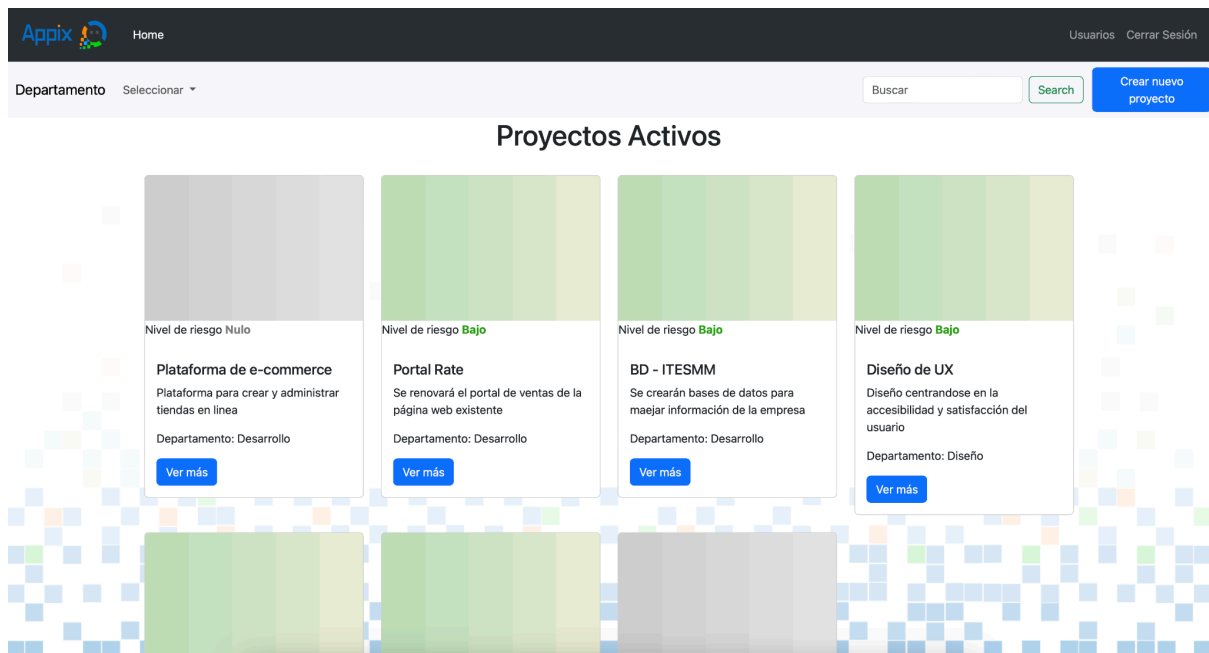 Appix
Home
Usuarios
Cerrar Sesión
Departamento
Seleccionar
Buscar
Search
Crear nuevo
proyecto
Proyectos Activos
Nivel de riesgo Nulo
Plataforma de e-commerce
Plataforma para crear y administrar
tiendas en linea
Departamento: Desarrollo
Ver más
Nivel de riesgo Bajo
Portal Rate
Se renovará el portal de ventas de la
página web existente
Departamento: Desarrollo
Ver más
Nivel de riesgo Bajo
BD - ITESMM
Se crearán bases de datos para
maejar información de la empresa
Departamento: Desarrollo
Ver más
Nivel de riesgo Bajo
Diseño de UX
Diseño centrandose en la
accesibilidad y satisfacción del
usuario
Departamento: Diseño
Ver más